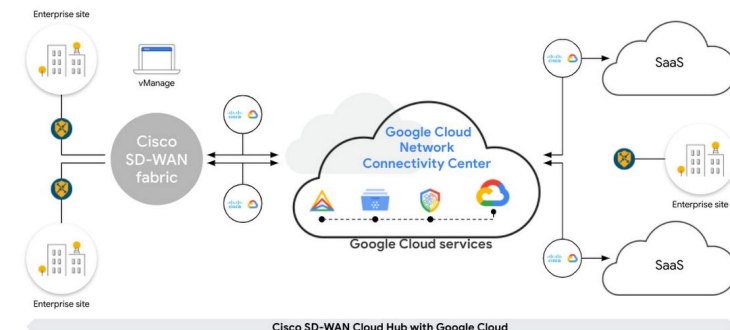 Enterprise site
vManage
Cisco
SD-WAN
fabric
Enterprise site
Google Cloud
Network
Connectivity Center
Google Cloud services
SaaS
Enterprise site
SaaS
Cisco SD-WAN Cloud Hub with Google Cloud